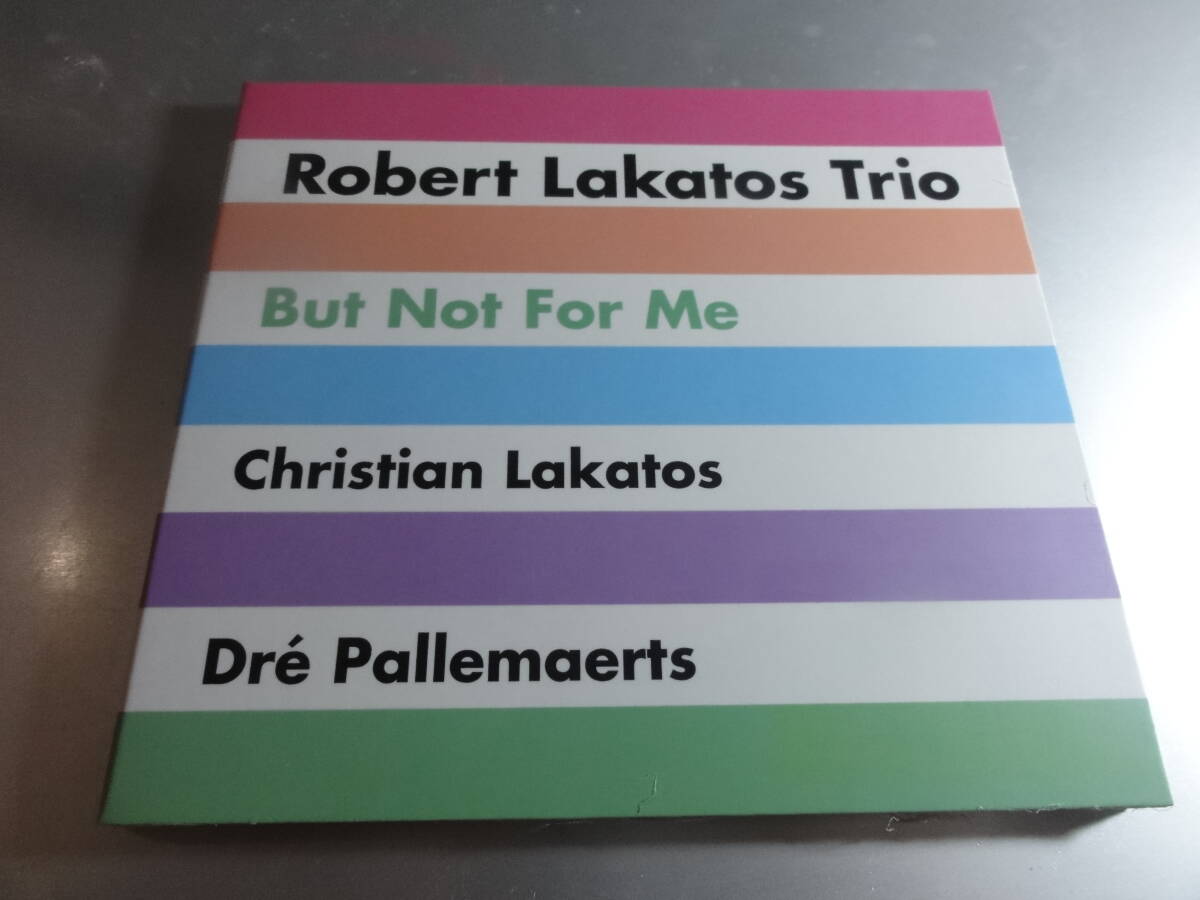 Robert Lakatos Trio
But Not For Me
Christian Lakatos
Dré Pallemaerts